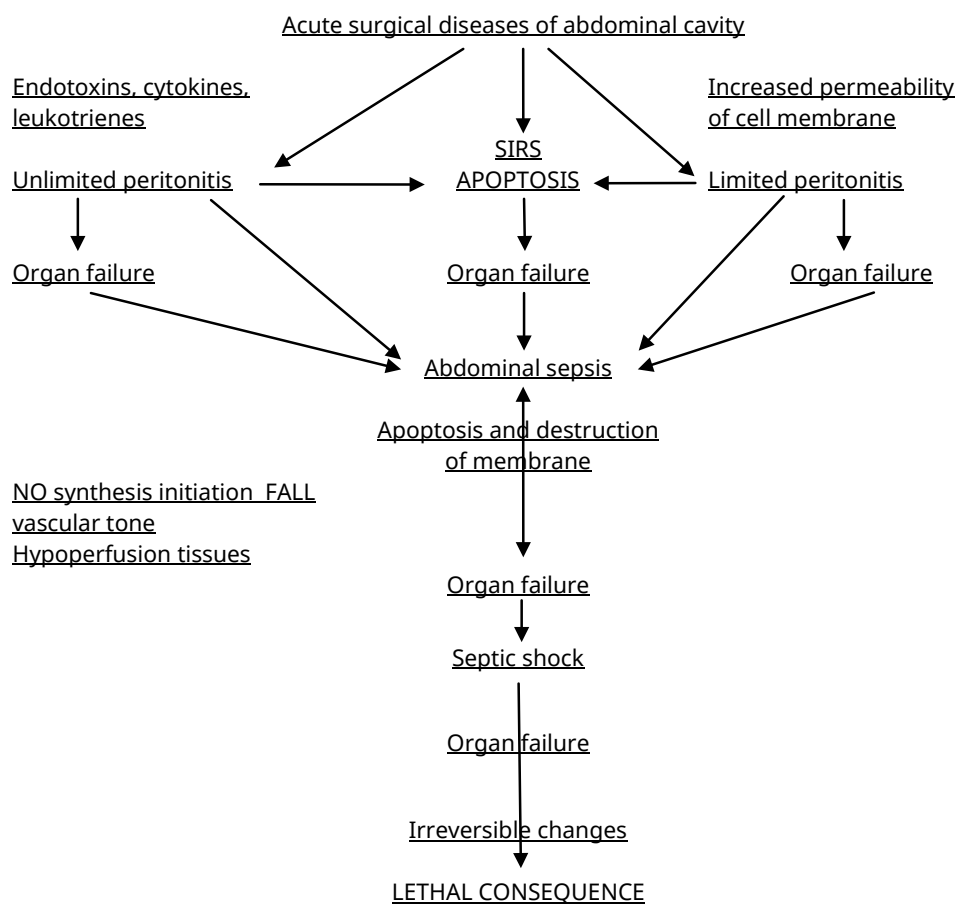 Acute surgical diseases of abdominal cavity
Endotoxins, cytokines,
leukotrienes
Increased permeability
of cell membrane
SIRS
Unlimited peritonitis
APOPTOSIS
Limited peritonitis
Organ failure
Organ failure
Organ failure
Abdominal sepsis
Apoptosis and destruction
of membrane
NO synthesis initiation  FALL
vascular tone
Hypoperfusion tissues
Organ failure
Septic shock
Organ failure
Irreversible changes
LETHAL CONSEQUENCE